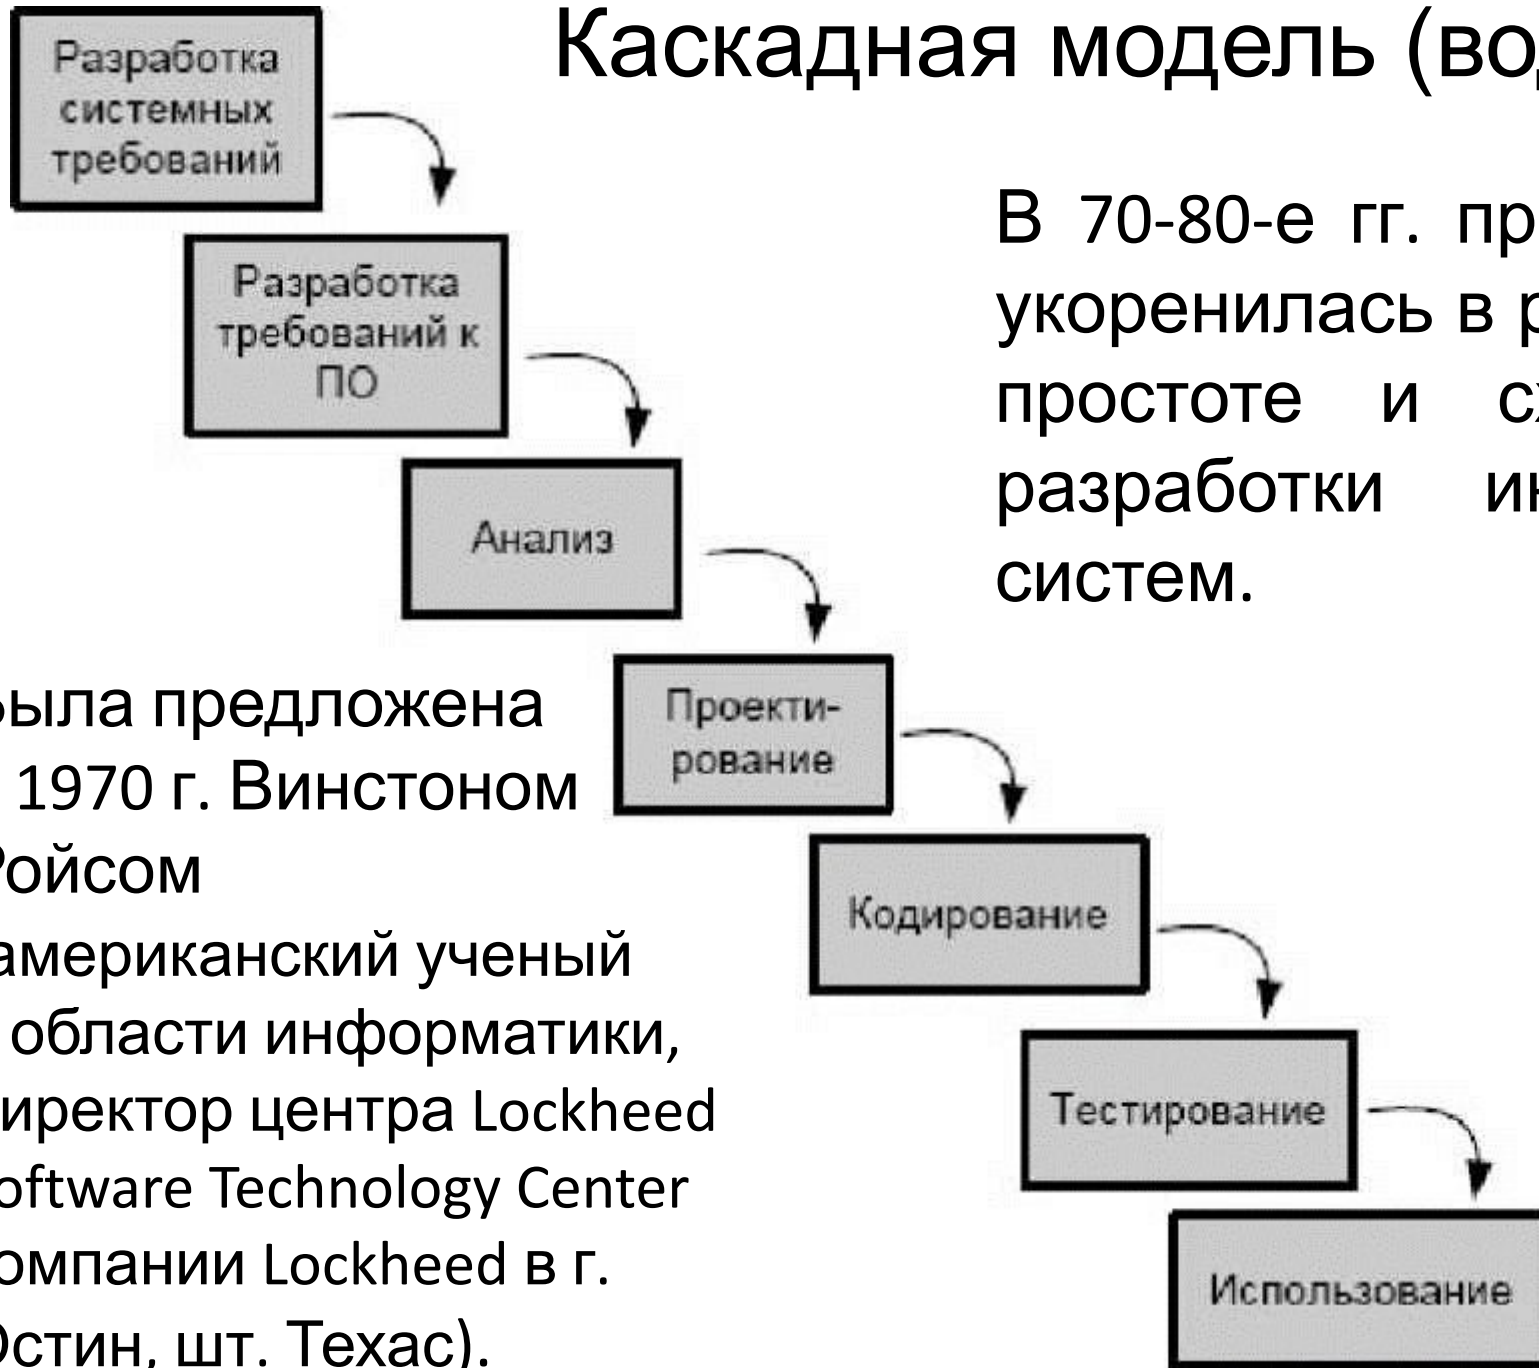 Каскадная модель (во
Разработка
системных
требований
В 70-80-е гг. пр
укоренилась в р
простоте и сх
разработки ин
систем.
Разработка
требований к
ПО
Анализ
Проекти-
рование
Кодирование
Тестирование
Использование
была предложена
1970 г. Винстоном
Ройсом
американский ученый
области информатики,
иректор центра Lockheed
oftware Technology Center
омпании Lockheed в г.
Остин, шт. Техас).